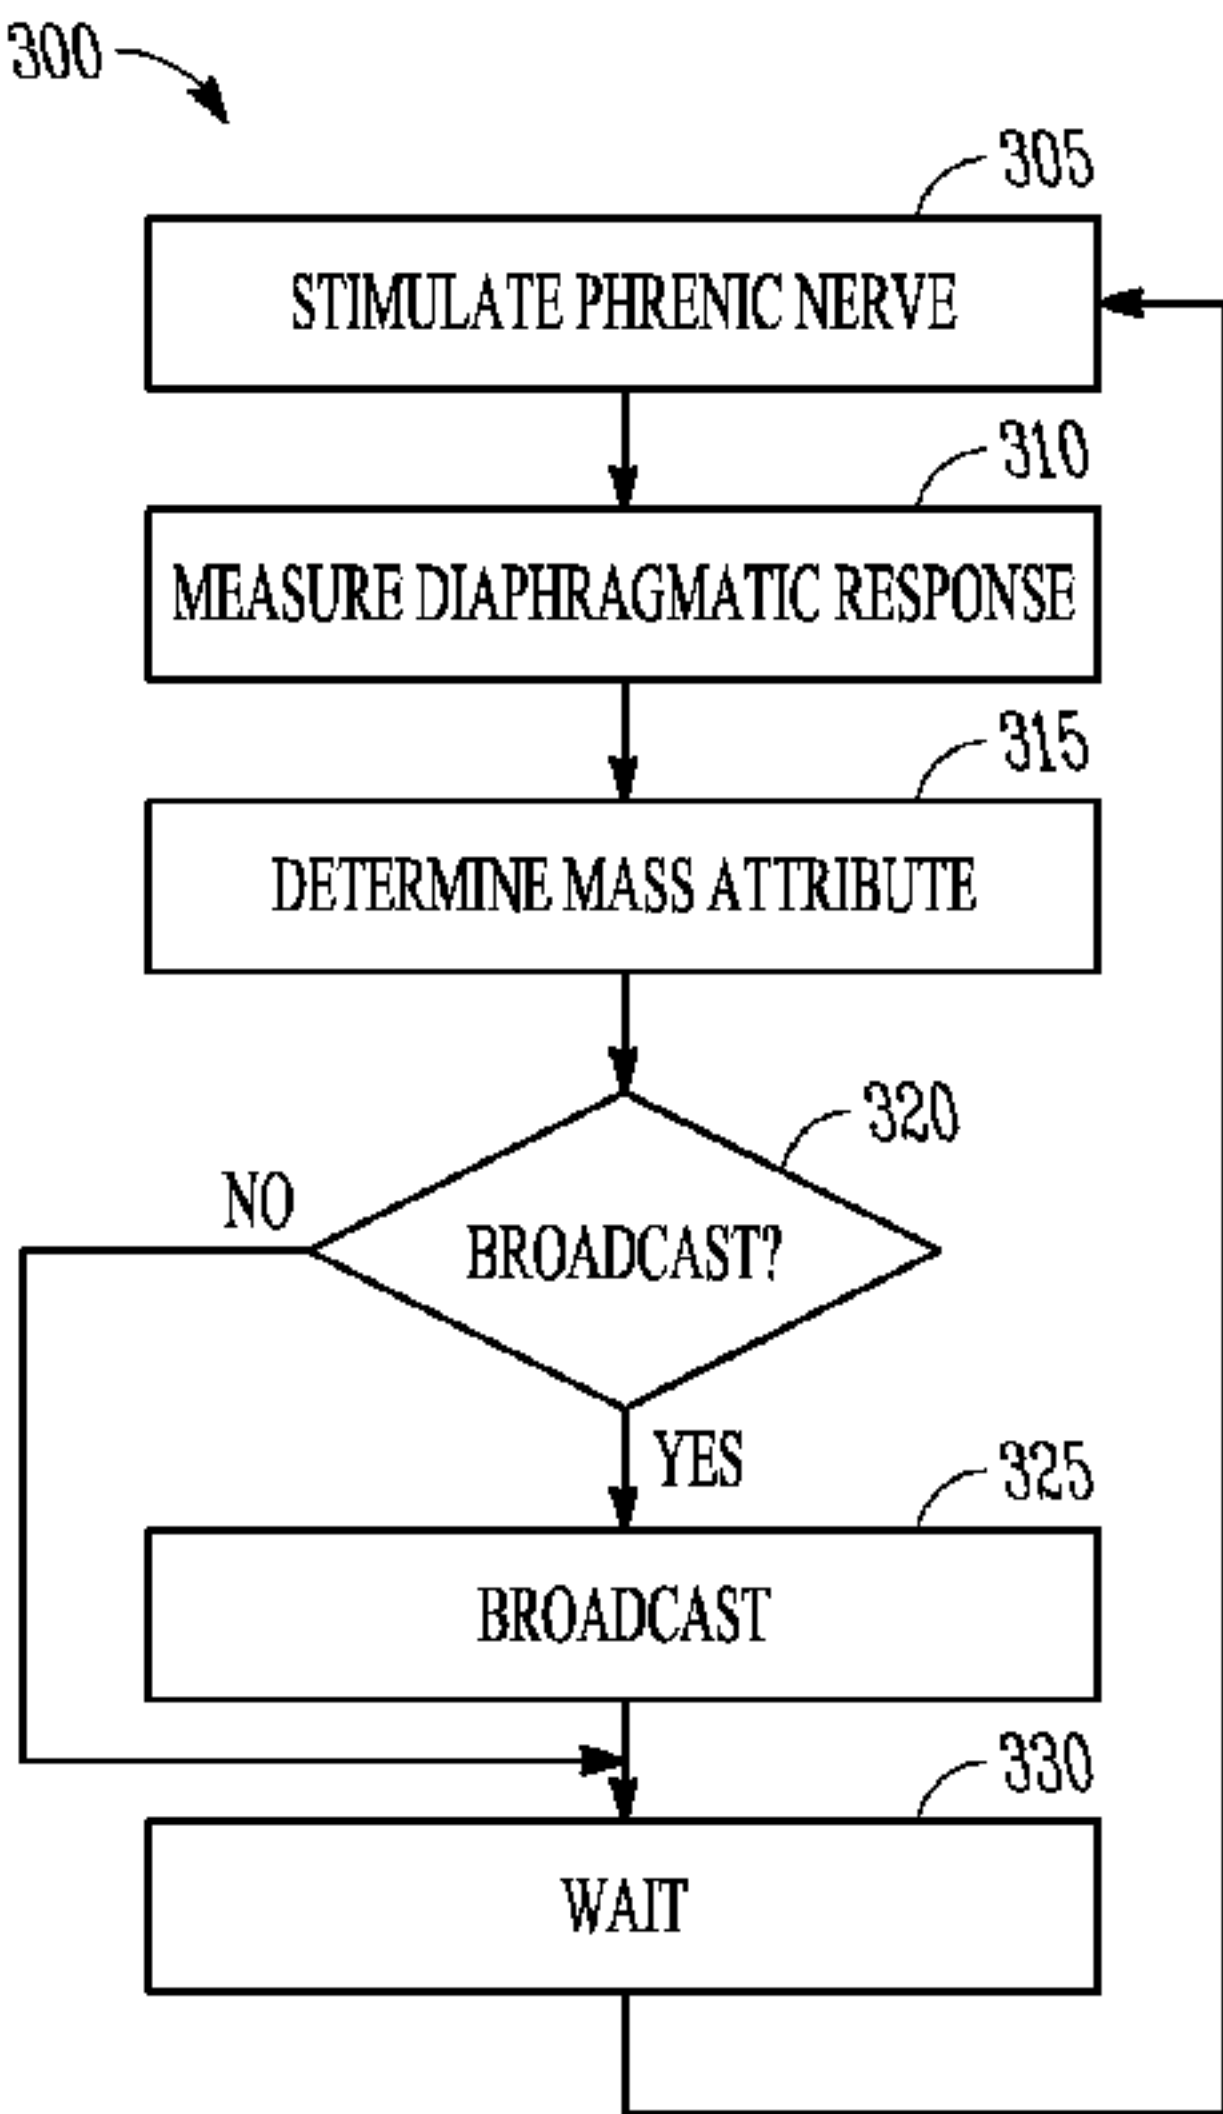 300
305
STIMULATE PHRENIC NERVE
310
MEASURE DIAPHRAGMATIC RESPONSE
315
DETERMINE MASS ATTRIBUTE
320
NO
BROADCAST?
YES
325
BROADCAST
330
WAIT